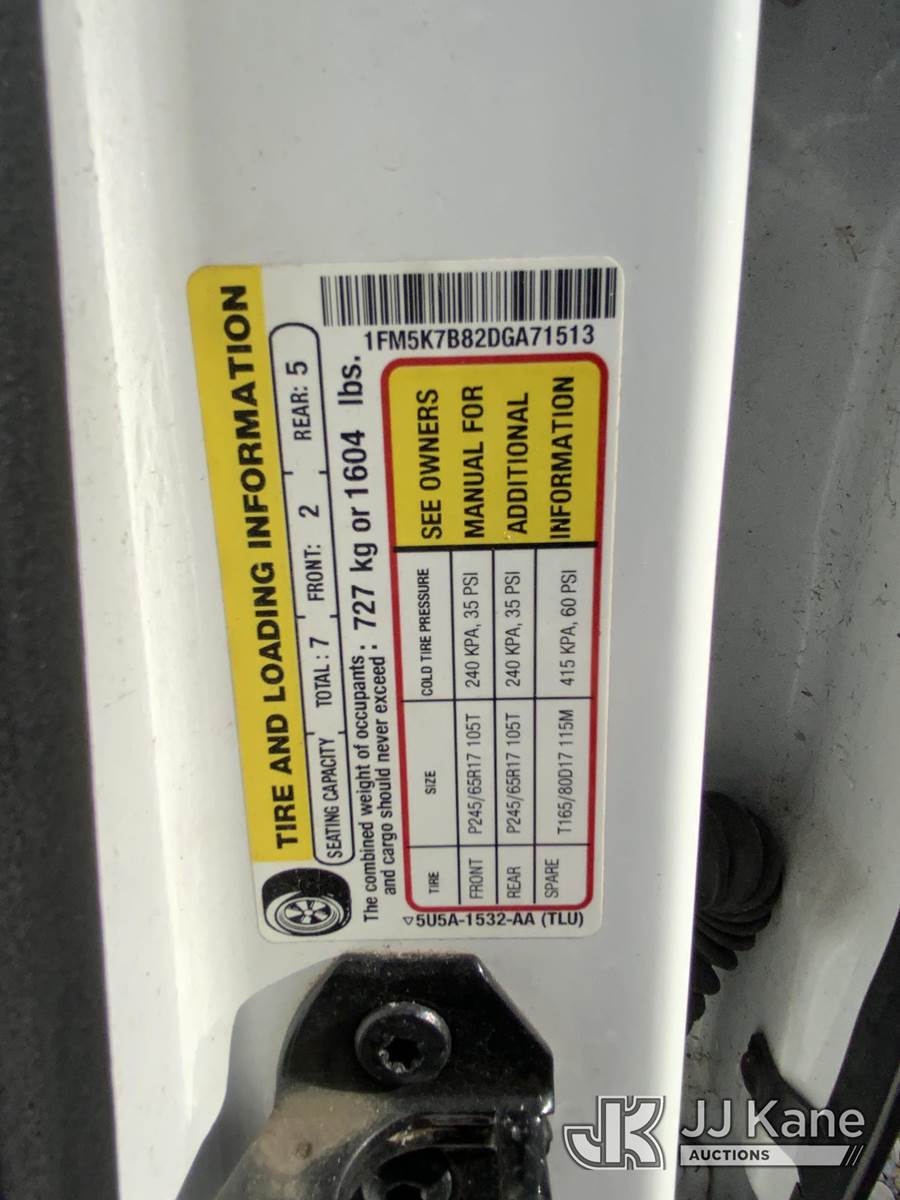 TIRE AND LOADING INFORMATION
SEATING CAPACITY TOTAL: 7 FRONT: 2 REAR: 5
The combined weight of occupants and cargo should never exceed: 727 kg or 1604 lbs.
1FM5K7B82DGA71513
TIRE SIZE COLD TIRE PRESSURE
FRONT P245/65R17 105T 240 KPA, 35 PSI
REAR P245/65R17 105T 240 KPA, 35 PSI
SPARE T165/80D17 115M 415 KPA, 60 PSI
SEE OWNERS
MANUAL FOR
ADDITIONAL
INFORMATION
5U5A-1532-AA (TLU)
JK JJ Kane
AUCTIONS